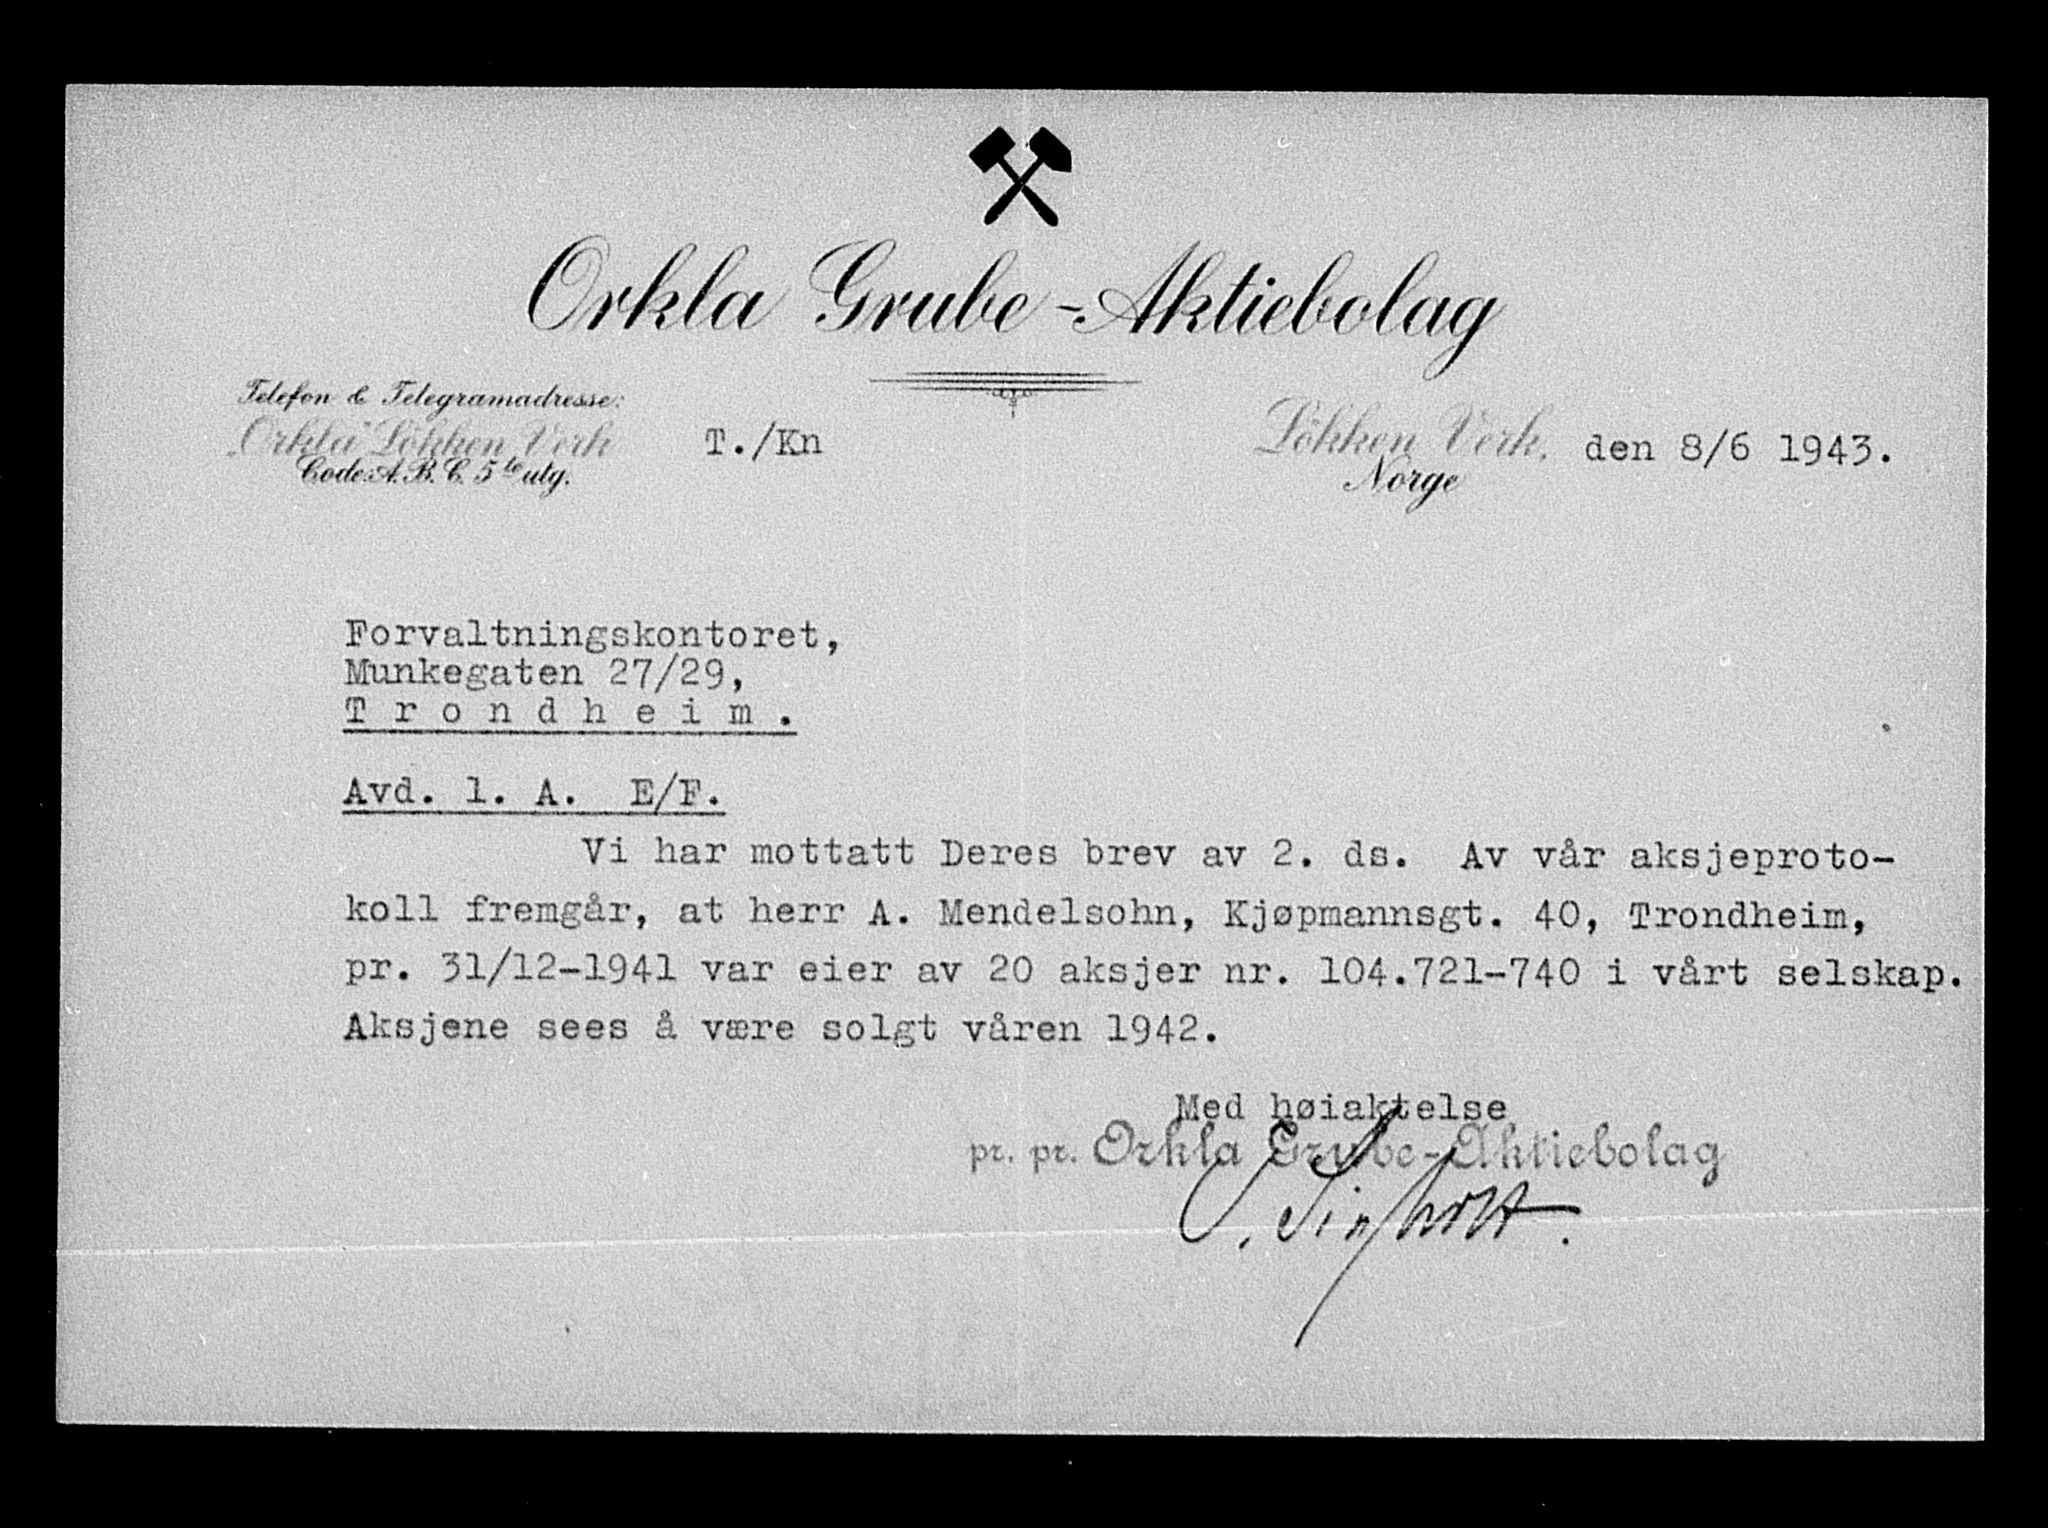 Orkla Grube-Aktiebolag
Telefon & Telegramadresse:
"Orkla" Lökken Verk
Code: A.B.C. 5te utg.
T./Kn
Lökken Verk, den 8/6 1943.
Norge
Forvaltningskontoret,
Munkegaten 27/29,
Trondheim.
Avd. 1. A. E/F.
Vi har mottatt Deres brev av 2. ds. Av vår aksjeproto-
koll fremgår, at herr A. Mendelsohn, Kjøpmannsgt. 40, Trondheim,
pr. 31/12-1941 var eier av 20 aksjer nr. 104.721-740 i vårt selskap.
Aksjene sees å være solgt våren 1942.
Med høiaktelse
pr. pr. Orkla Grube-Aktiebolag